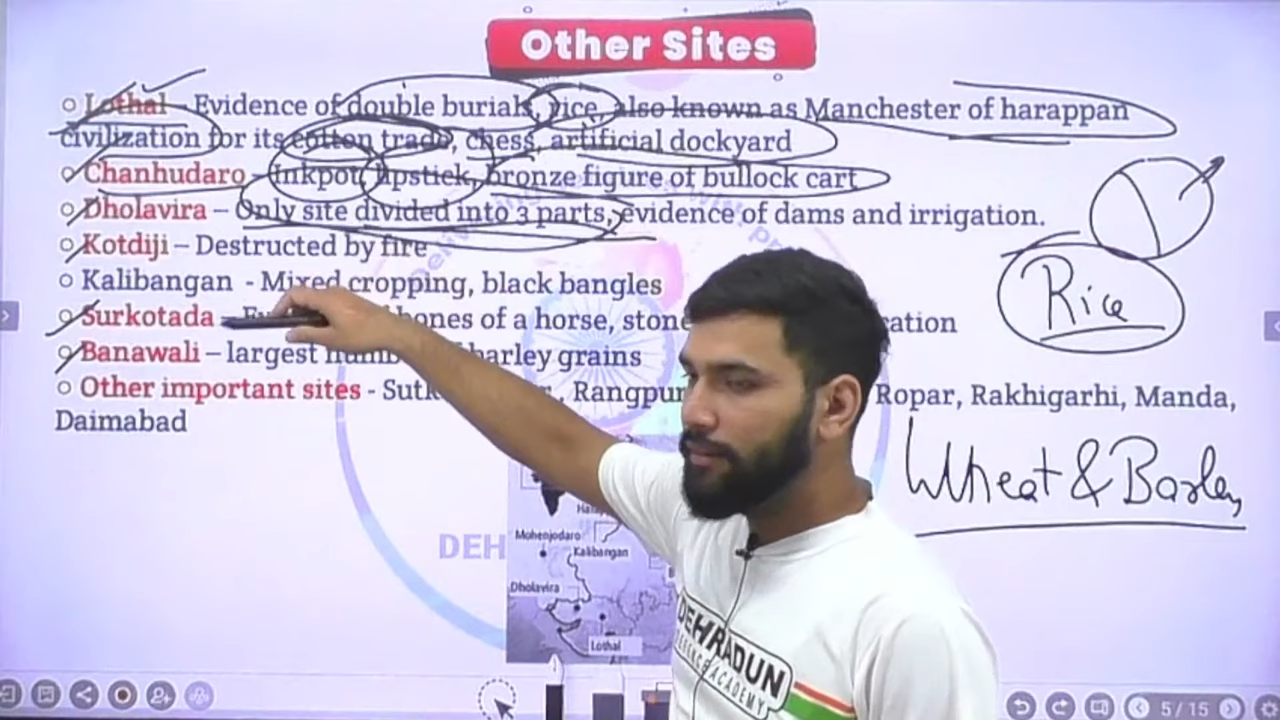 Other Sites
Lothal - Evidence of double burials, rice, also known as Manchester of harappan
civilization for its cotton trade, chess, artificial dockyard
Chanhudaro - inkpot, lipstick, bronze figure of bullock cart
Dholavira – Only site divided into 3 parts, evidence of dams and irrigation.
Kotdiji – Destructed by fire
Kalibangan - Mixed cropping, black bangles
Surkotada – bones of a horse, stone
Banawali – largest barley grains
Other important sites - Rangpur Ropar, Rakhigarhi, Manda,
Daimabad
Rice
Wheat & Barley
Mohenjodaro
Kalibangan
Dholavira
Lothal
DEH
DEHRADUN
ACADEMY
5 / 15